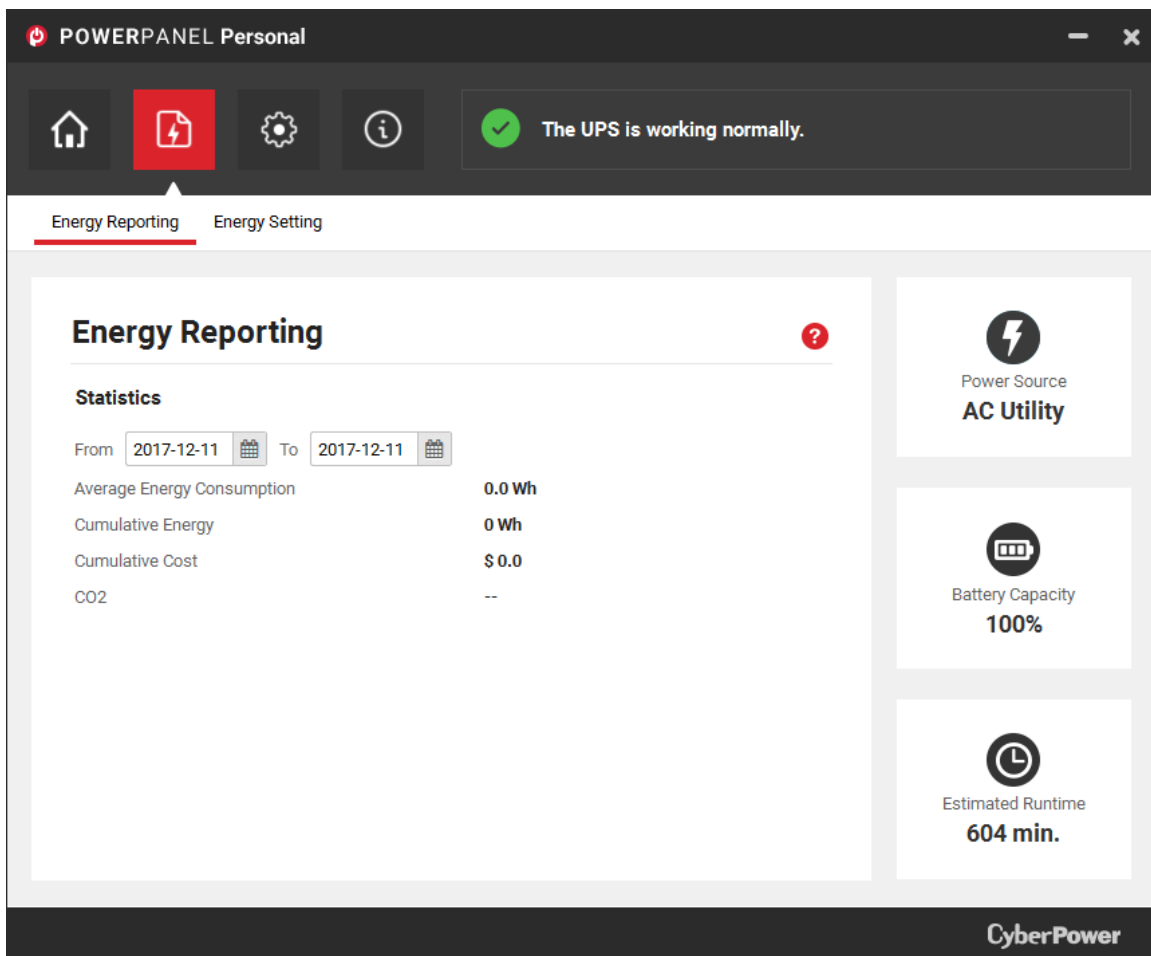 POWERPANEL Personal
The UPS is working normally.
Energy Reporting Energy Setting
Energy Reporting
?
Statistics
From 2017-12-11 To 2017-12-11
Average Energy Consumption 0.0 Wh
Cumulative Energy 0 Wh
Cumulative Cost $ 0.0
CO2 --
Power Source
AC Utility
Battery Capacity
100%
Estimated Runtime
604 min.
CyberPower